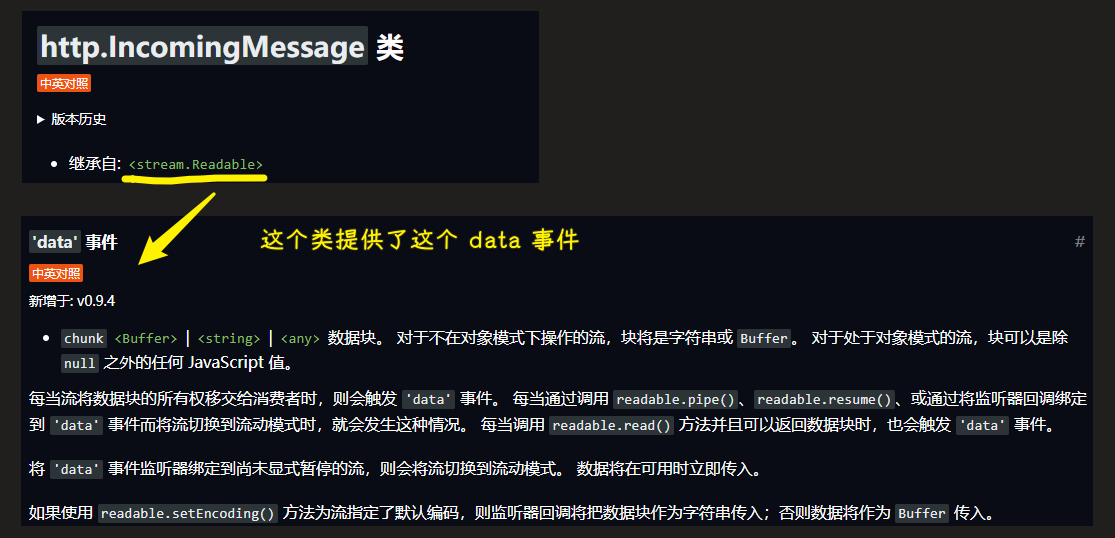 http.IncomingMessage 类
中英对照
▶ 版本历史
• 继承自: <stream.Readable>
'data' 事件
这个类提供了这个 data 事件
#
中英对照
新增于: v0.9.4
• chunk <Buffer> | <string> | <any> 数据块。 对于不在对象模式下操作的流，块将是字符串或 Buffer。 对于处于对象模式的流，块可以是除
null 之外的任何 JavaScript 值。
每当流将数据块的所有权移交给消费者时，则会触发 'data' 事件。 每当通过调用 readable.pipe()、readable.resume()、或通过将监听器回调绑定
到 'data' 事件而将流切换到流动模式时，就会发生这种情况。 每当调用 readable.read() 方法并且可以返回数据块时，也会触发 'data' 事件。
将 'data' 事件监听器绑定到尚未显式暂停的流，则会将流切换到流动模式。 数据将在可用时立即传入。
如果使用 readable.setEncoding() 方法为流指定了默认编码，则监听器回调将把数据块作为字符串传入；否则数据将作为 Buffer 传入。